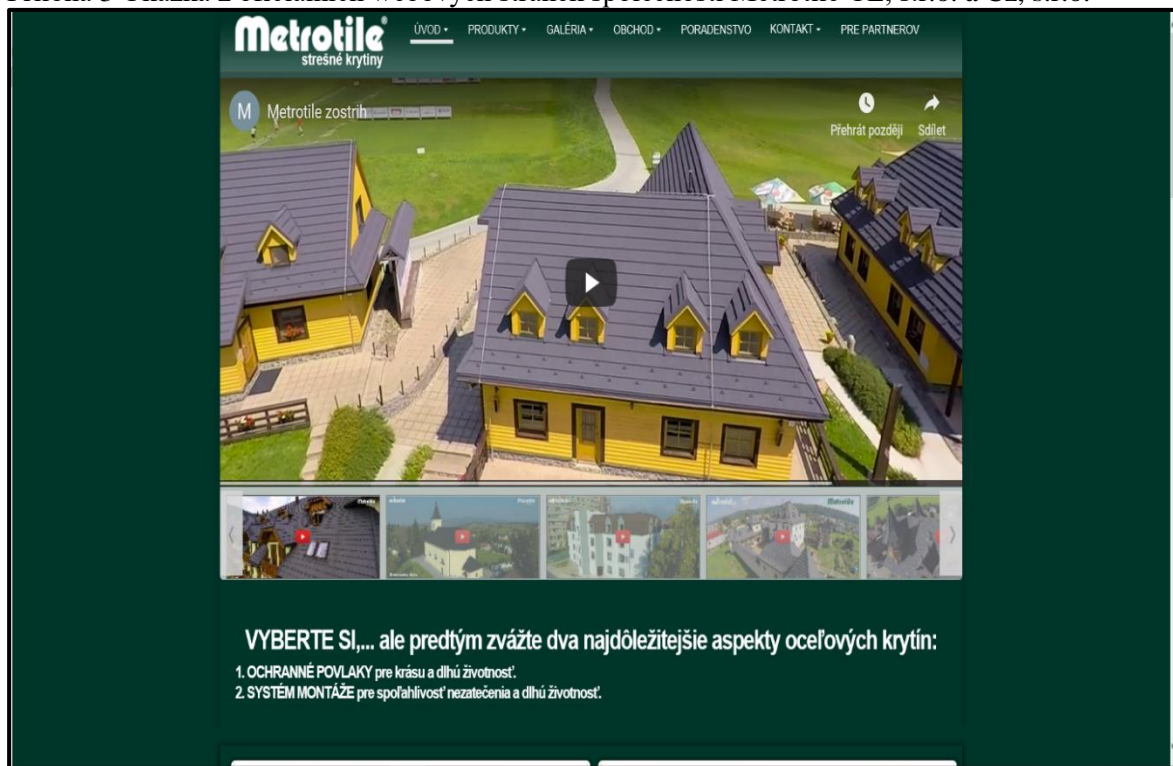 Metrotile®
strešné krytiny
ÚVOD PRODUKTY GALÉRIA OBCHOD PORADENSTVO KONTAKT PRE PARTNEROV
M Metrotile zostrih
Přehrát později Sdílet
Metrotile
VYBERTE SI,... ale predtým zvážte dva najdôležitejšie aspekty oceľových krytín:
1. OCHRANNÉ POVLAKY pre krásu a dlhú životnosť.
2. SYSTÉM MONTÁŽE pre spoľahlivosť nezatečenia a dlhú životnosť.